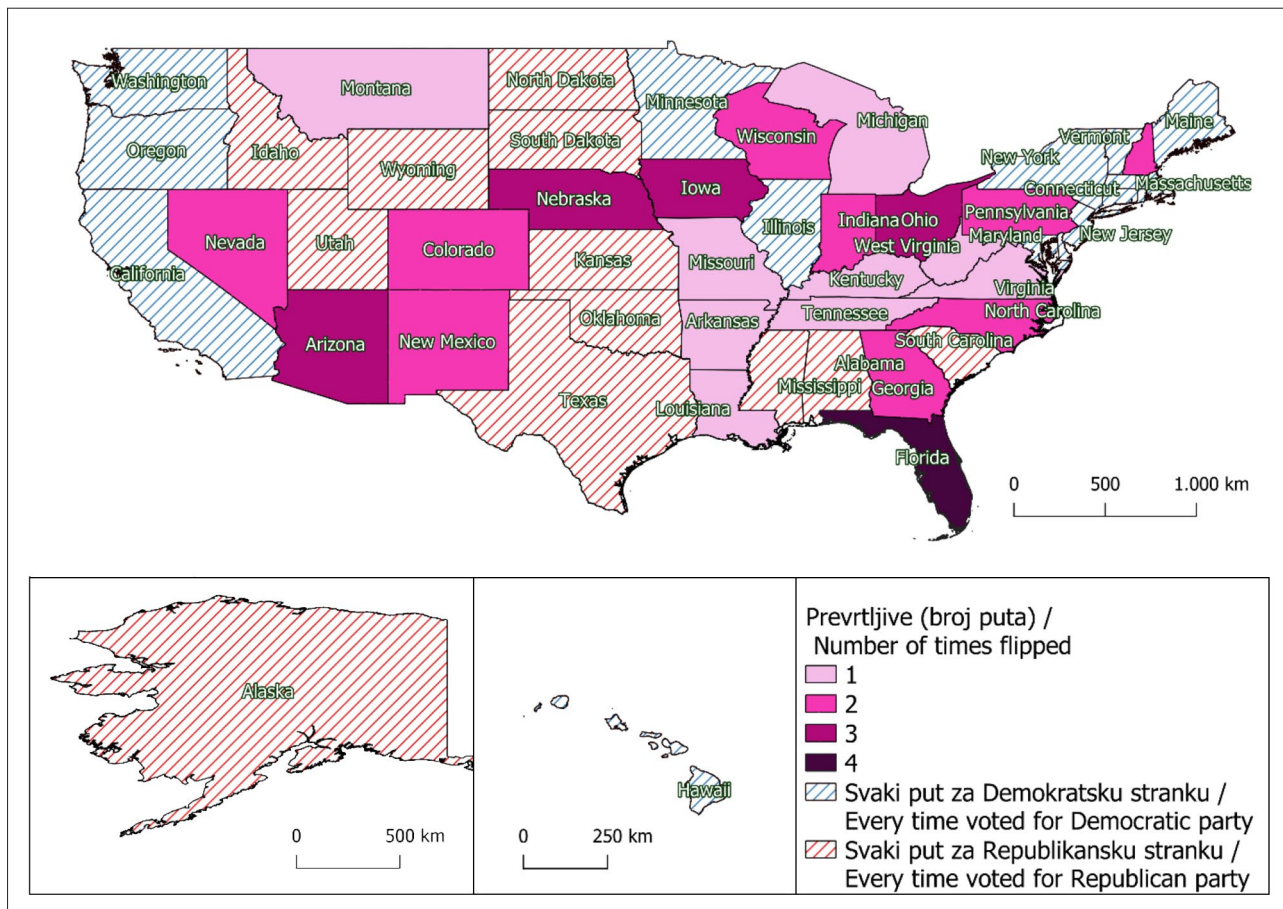 Washington
Montana
North Dakota
Minnesota
Michigan
Vermont
Maine
Oregon
Idaho
South Dakota
Wisconsin
New York
Wyoming
Connecticut
Massachusetts
Nebraska
Iowa
Illinois
Indiana
Ohio
Pennsylvania
Nevada
Utah
Colorado
West Virginia
Maryland
New Jersey
California
Kansas
Missouri
Kentucky
Virginia
Arizona
New Mexico
Oklahoma
Arkansas
Tennessee
North Carolina
South Carolina
Texas
Louisiana
Mississippi
Alabama
Georgia
Florida
0 500 1.000 km
Alaska
0 500 km
Hawaii
0 250 km
Prevrtljive (broj puta) /
Number of times flipped
1
2
3
4
Svaki put za Demokratsku stranku /
Every time voted for Democratic party
Svaki put za Republikansku stranku /
Every time voted for Republican party